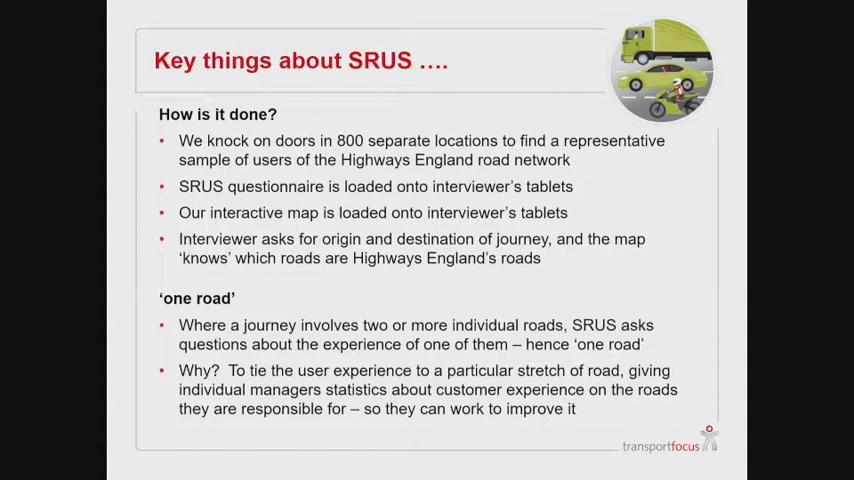 Key things about SRUS ….
How is it done?
• We knock on doors in 800 separate locations to find a representative
sample of users of the Highways England road network
• SRUS questionnaire is loaded onto interviewer’s tablets
• Our interactive map is loaded onto interviewer’s tablets
• Interviewer asks for origin and destination of journey, and the map
‘knows’ which roads are Highways England’s roads
‘one road’
• Where a journey involves two or more individual roads, SRUS asks
questions about the experience of one of them – hence ‘one road’
• Why? To tie the user experience to a particular stretch of road, giving
individual managers statistics about customer experience on the roads
they are responsible for – so they can work to improve it
transportfocus